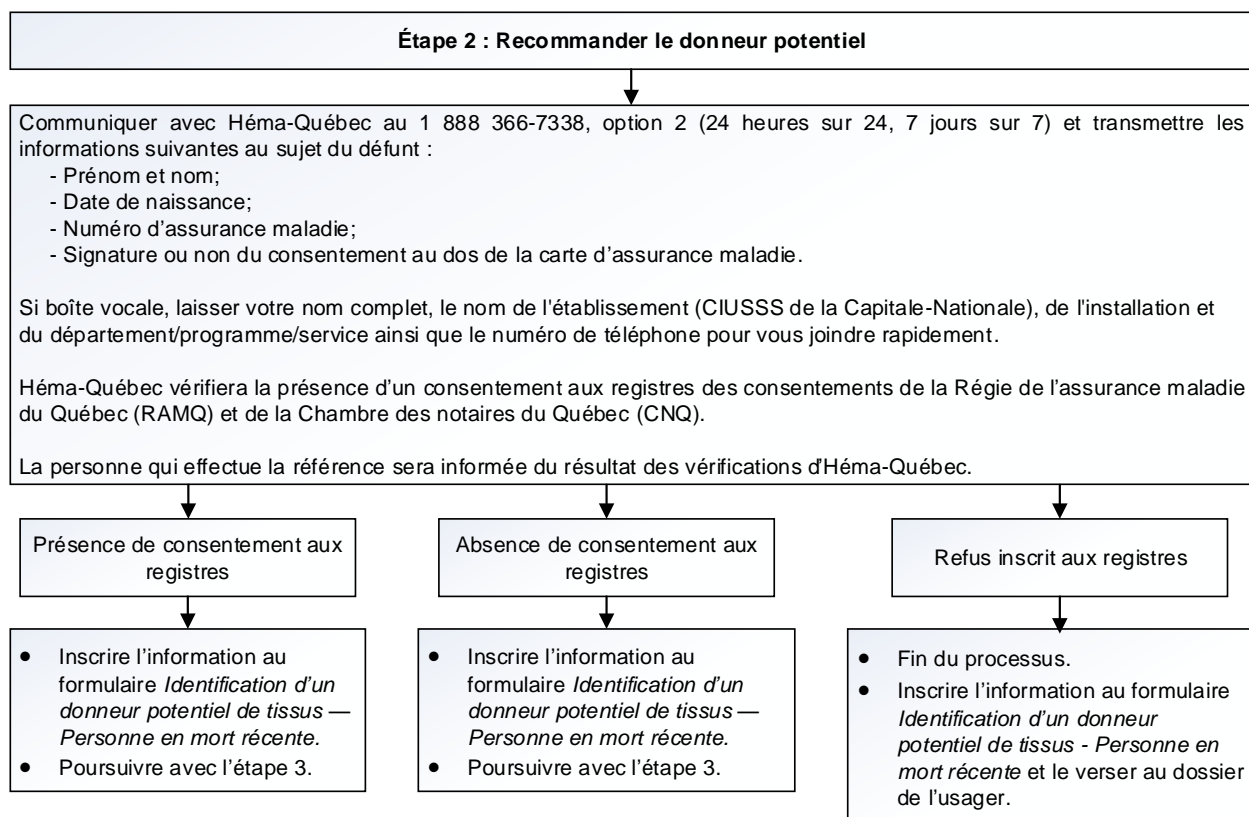 Étape 2 : Recommander le donneur potentiel
Communiquer avec Héma-Québec au 1 888 366-7338, option 2 (24 heures sur 24, 7 jours sur 7) et transmettre les
informations suivantes au sujet du défunt :
- Prénom et nom;
- Date de naissance;
- Numéro d'assurance maladie;
- Signature ou non du consentement au dos de la carte d'assurance maladie.
Si boîte vocale, laisser votre nom complet, le nom de l'établissement (CIUSSS de la Capitale-Nationale), de l'installation et
du département/programme/service ainsi que le numéro de téléphone pour vous joindre rapidement.
Héma-Québec vérifiera la présence d'un consentement aux registres des consentements de la Régie de l'assurance maladie
du Québec (RAMQ) et de la Chambre des notaires du Québec (CNQ).
La personne qui effectue la référence sera informée du résultat des vérifications d'Héma-Québec.
Présence de consentement aux
registres
• Inscrire l'information au
formulaire Identification d'un
donneur potentiel de tissus —
Personne en mort récente.
• Poursuivre avec l'étape 3.
Absence de consentement aux
registres
• Inscrire l'information au
formulaire Identification d'un
donneur potentiel de tissus —
Personne en mort récente.
• Poursuivre avec l'étape 3.
Refus inscrit aux registres
• Fin du processus.
• Inscrire l'information au formulaire
Identification d'un donneur
potentiel de tissus - Personne en
mort récente et le verser au dossier
de l'usager.